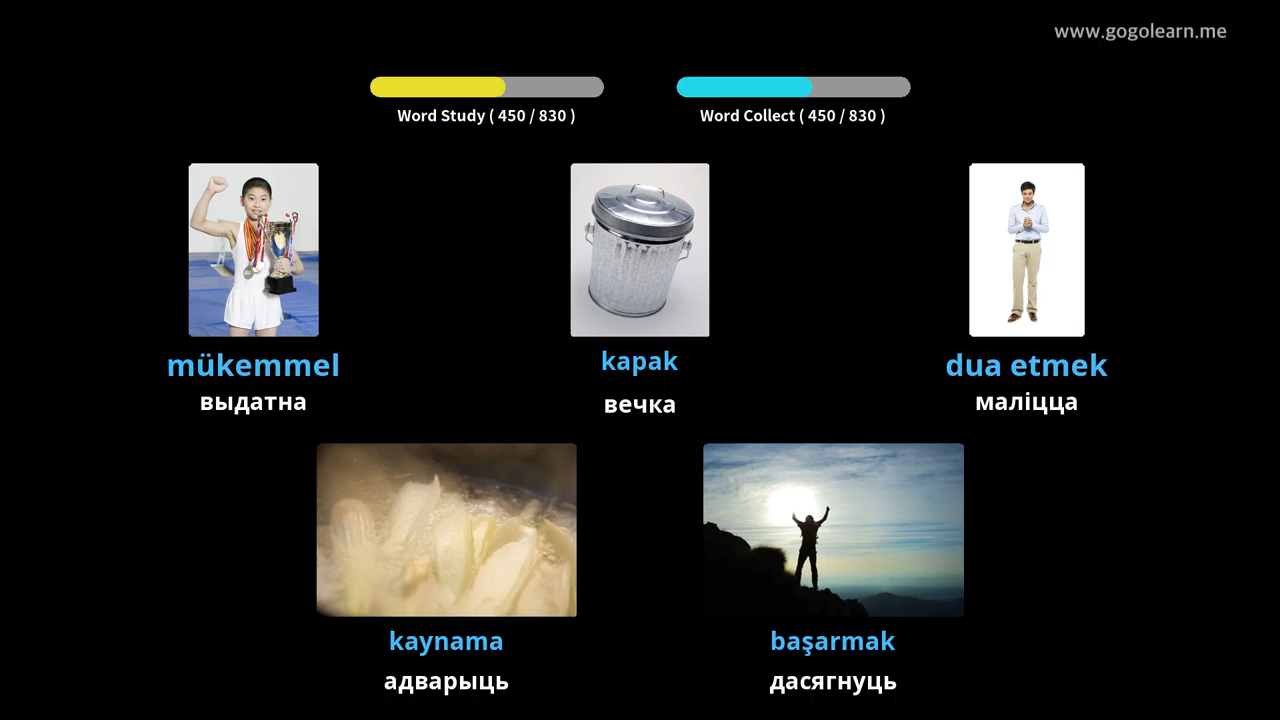 www.gogolearn.me
Word Study ( 450 / 830 )
Word Collect ( 450 / 830 )
mükemmel
выдатна
kapak
вечка
dua etmek
маліцца
kaynama
адварыць
başarmak
дасягнуць